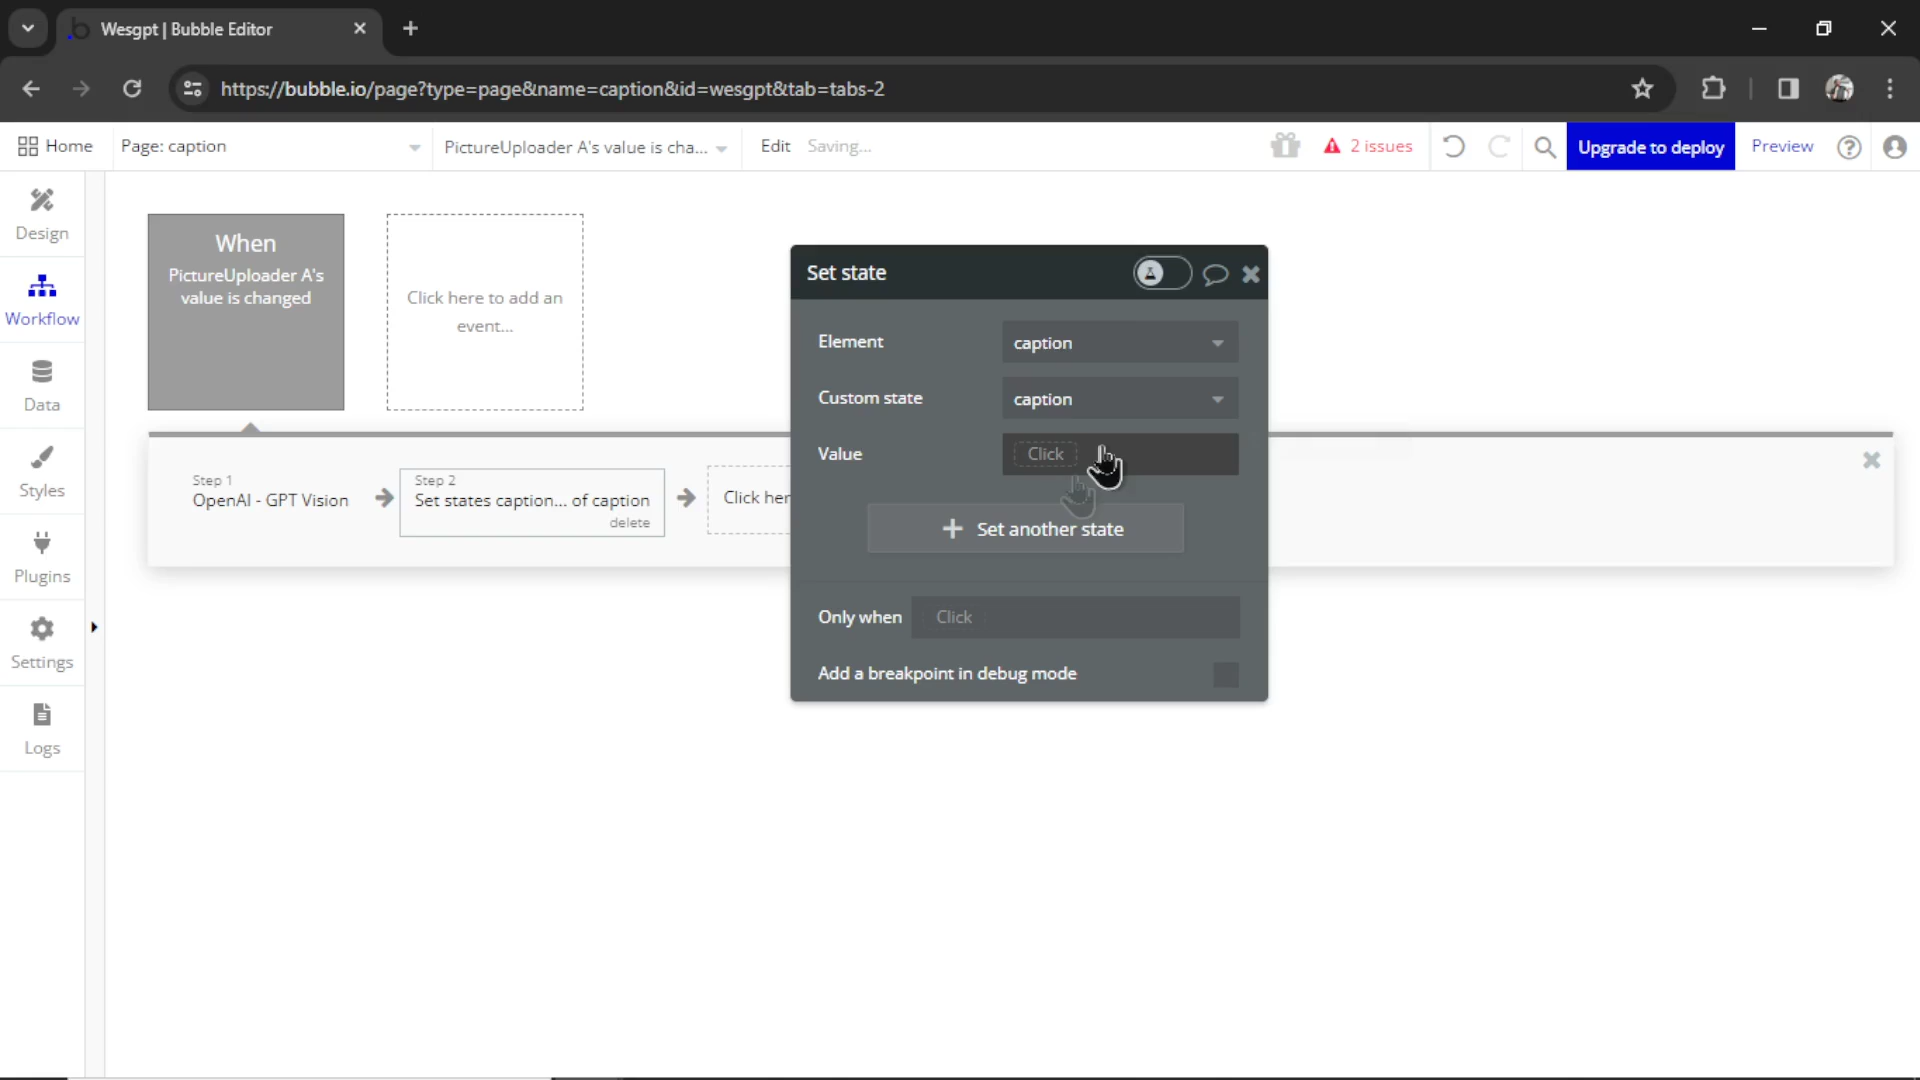 Wesgpt | Bubble Editor
https://bubble.io/page?type=page&name=caption&id=wesgpt&tab=tabs-2
Home
Page: caption
PictureUploader A's value is cha...
Edit
Saving...
2 issues
Upgrade to deploy
Preview
Design
Workflow
Data
Styles
Plugins
Settings
Logs
When
PictureUploader A's
value is changed
Click here to add an
event...
Step 1
OpenAI - GPT Vision
Step 2
Set states caption... of caption
delete
Click her
Set state
Element
caption
Custom state
caption
Value
Click
Set another state
Only when
Click
Add a breakpoint in debug mode